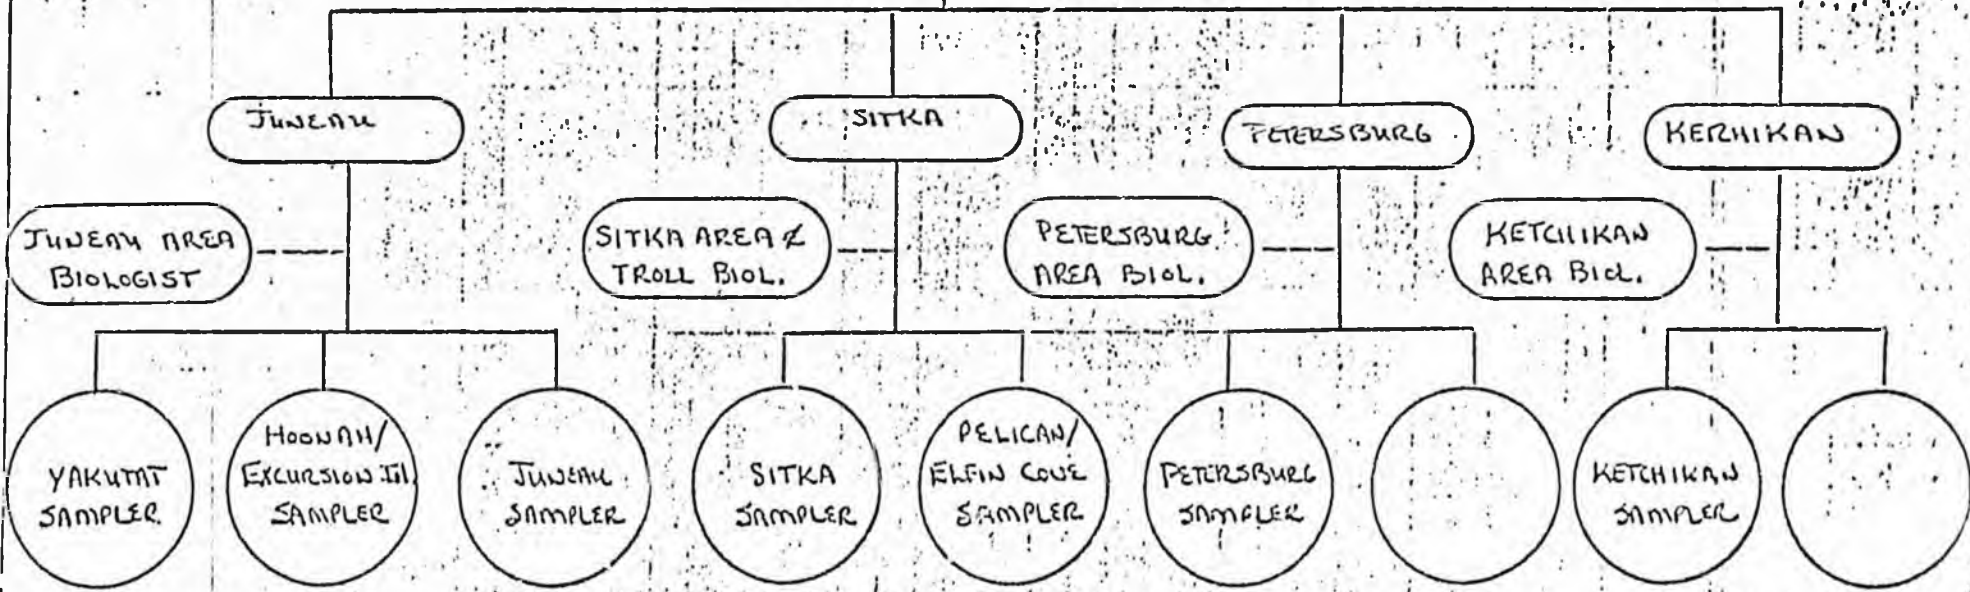 JUNEAU
SITKA
PETERSBURG
KERHIKAN
JUNEAU AREA
BIOLOGIST
SITKA AREA &
TROLL BIOL.
PETERSBURG
AREA BIOL.
KETCHIKAN
AREA BIOL.
YAKUTAT
SAMPLER
HOONAH/
EXCURSION Inl.
SAMPLER
JUNEAU
SAMPLER
SITKA
SAMPLER
PELICAN/
ELFIN COVE
SAMPLER
PETERSBURG
SAMPLER
KETCHIKAN
SAMPLER